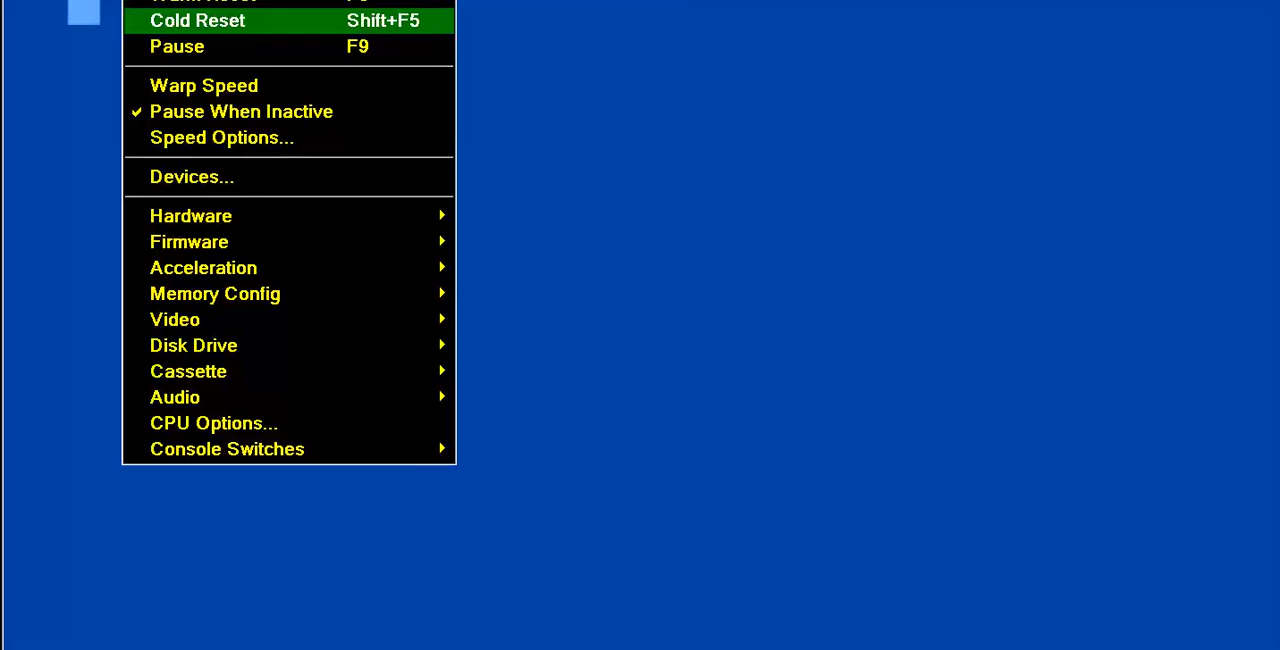 Cold Reset Shift+F5
Pause F9
Warp Speed
Pause When Inactive
Speed Options...
Devices...
Hardware
Firmware
Acceleration
Memory Config
Video
Disk Drive
Cassette
Audio
CPU Options...
Console Switches